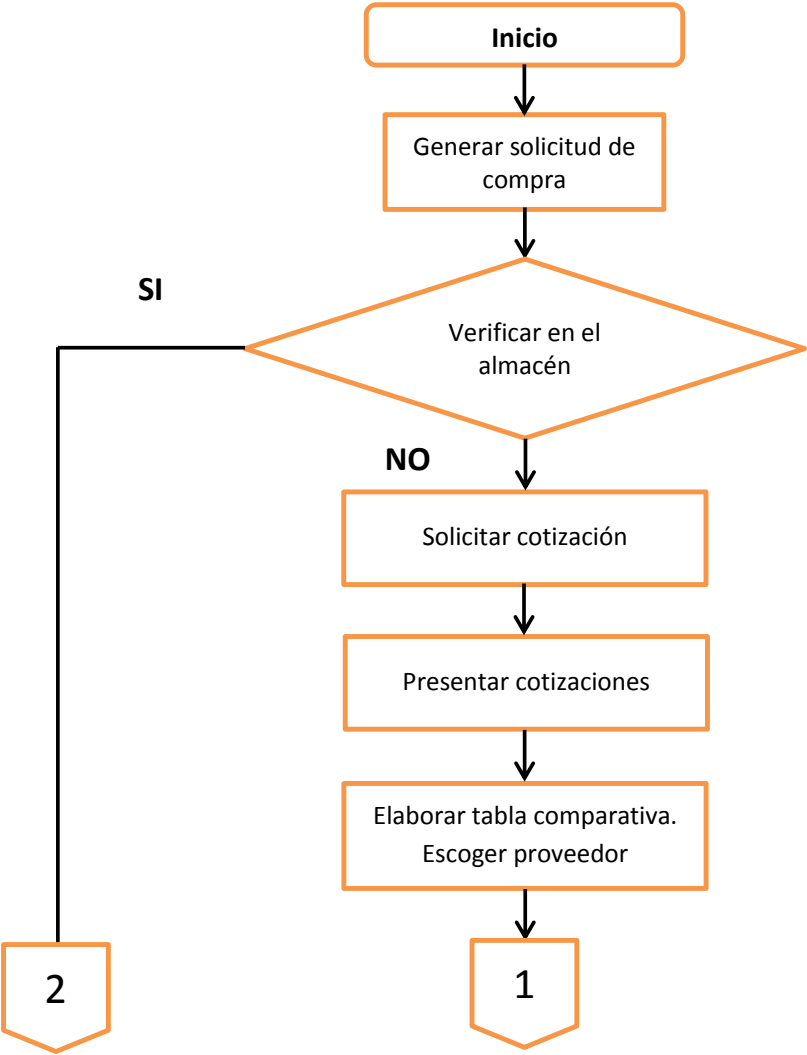 Inicio
Generar solicitud de
compra
SI
Verificar en el
almacén
NO
Solicitar cotización
Presentar cotizaciones
Elaborar tabla comparativa.
Escoger proveedor
2
1